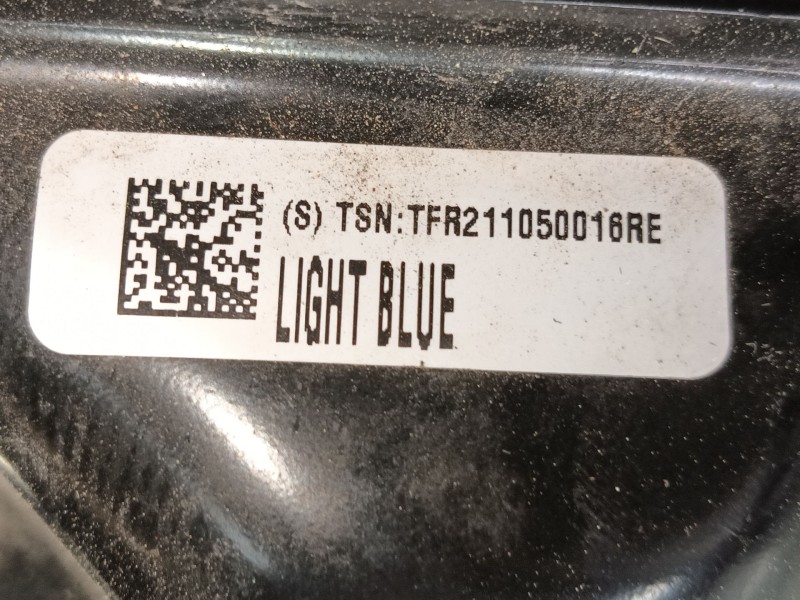 (S) TSN:TFR211050016RE
LIGHT BLUE